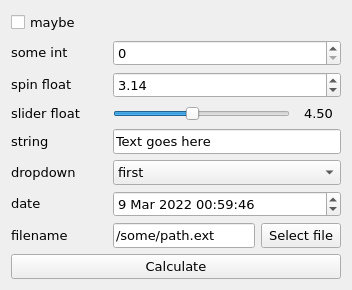 maybe
some int 0
spin float 3.14
slider float 4.50
string Text goes here
dropdown first
date 9 Mar 2022 00:59:46
filename /some/path.ext Select file
Calculate